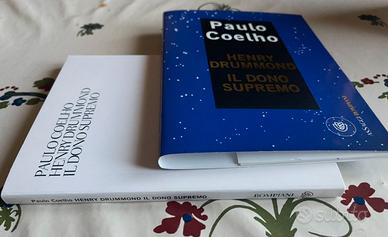 Paulo
Coelho
HENRY
DRUMMOND
IL DONO
SUPREMO
PAULO COELHO
HENRY DRUMMOND
IL DONO SUPREMO
Paulo Coelho HENRY DRUMMOND IL DONO SUPREMO BOMPIANI
subito